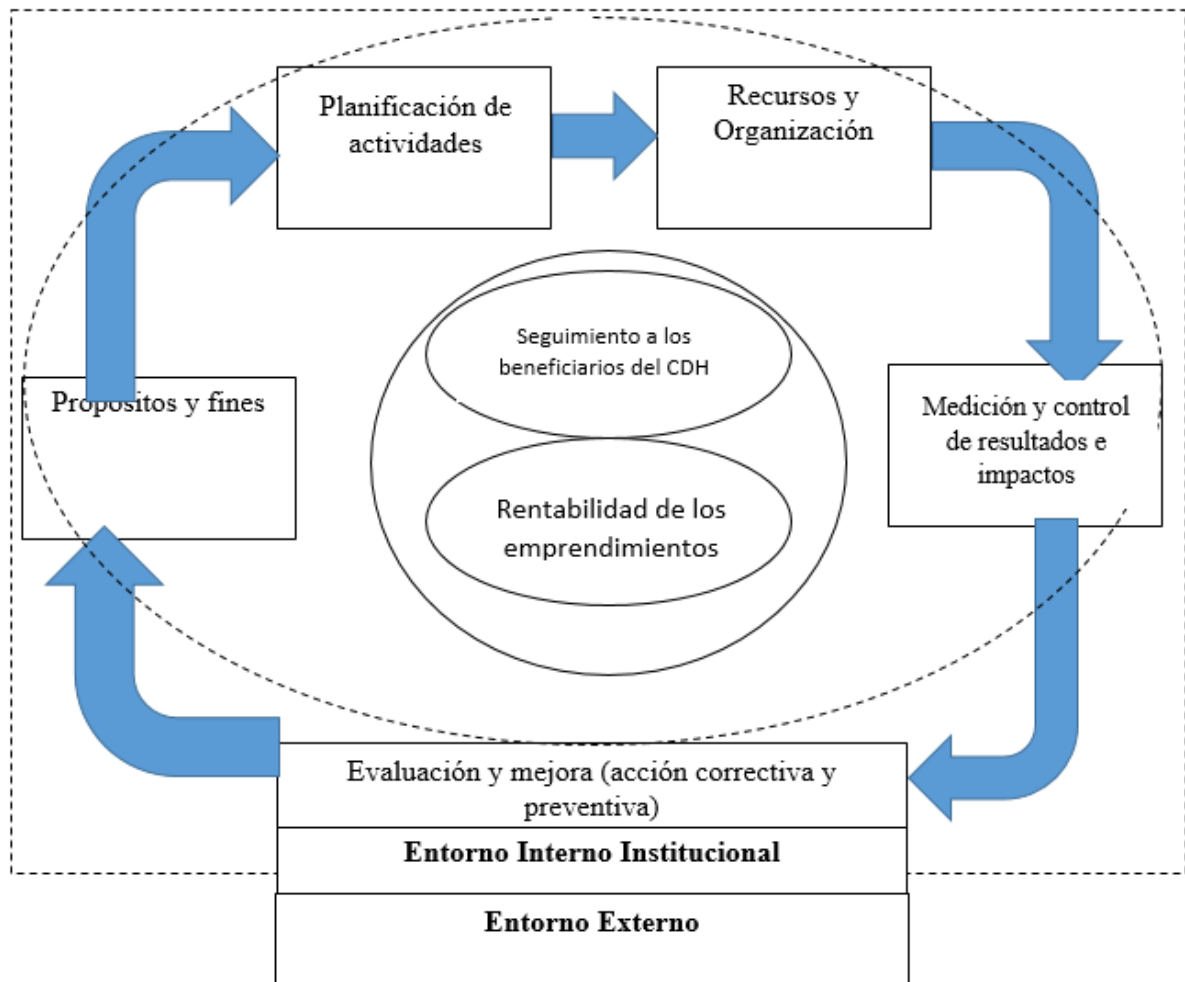 Planificación de
actividades
Recursos y
Organización
Seguimiento a los
beneficiarios del CDH
Propósitos y fines
Medición y control
de resultados e
impactos
Rentabilidad de los
emprendimientos
Evaluación y mejora (acción correctiva y
preventiva)
Entorno Interno Institucional
Entorno Externo